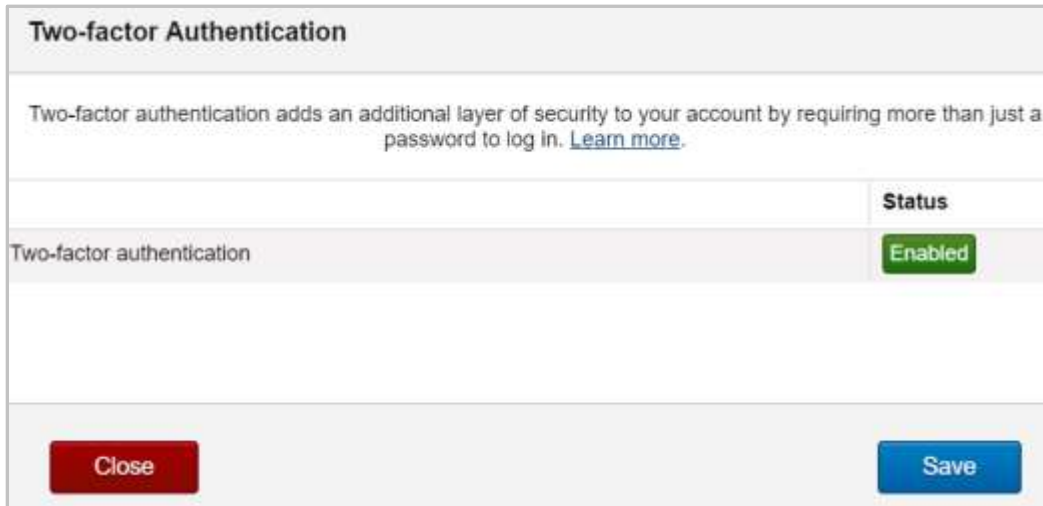 Two-factor Authentication
Two-factor authentication adds an additional layer of security to your account by requiring more than just a
password to log in. Learn more.
Status
Two-factor authentication Enabled
Close Save